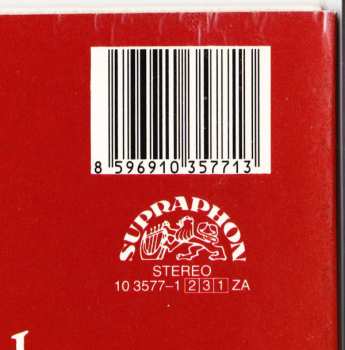 8 596910 357713
SUPRAPHON
STEREO
10 3577-1 2 3 1 ZA